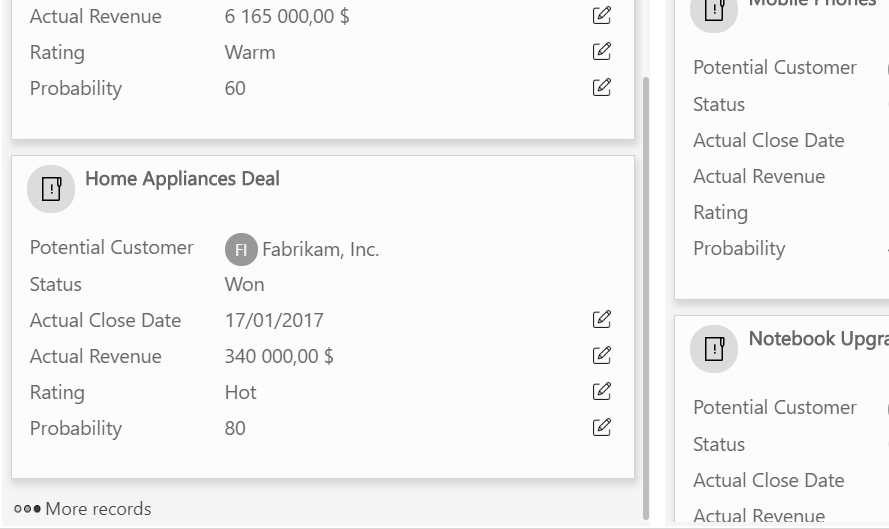 Actual Revenue 6 165 000,00 $
Rating Warm
Probability 60
Home Appliances Deal
Potential Customer FI Fabrikam, Inc.
Status Won
Actual Close Date 17/01/2017
Actual Revenue 340 000,00 $
Rating Hot
Probability 80
More records
Mobile Phones
Potential Customer
Status
Actual Close Date
Actual Revenue
Rating
Probability
Notebook Upgra
Potential Customer
Status
Actual Close Date
Actual Revenue